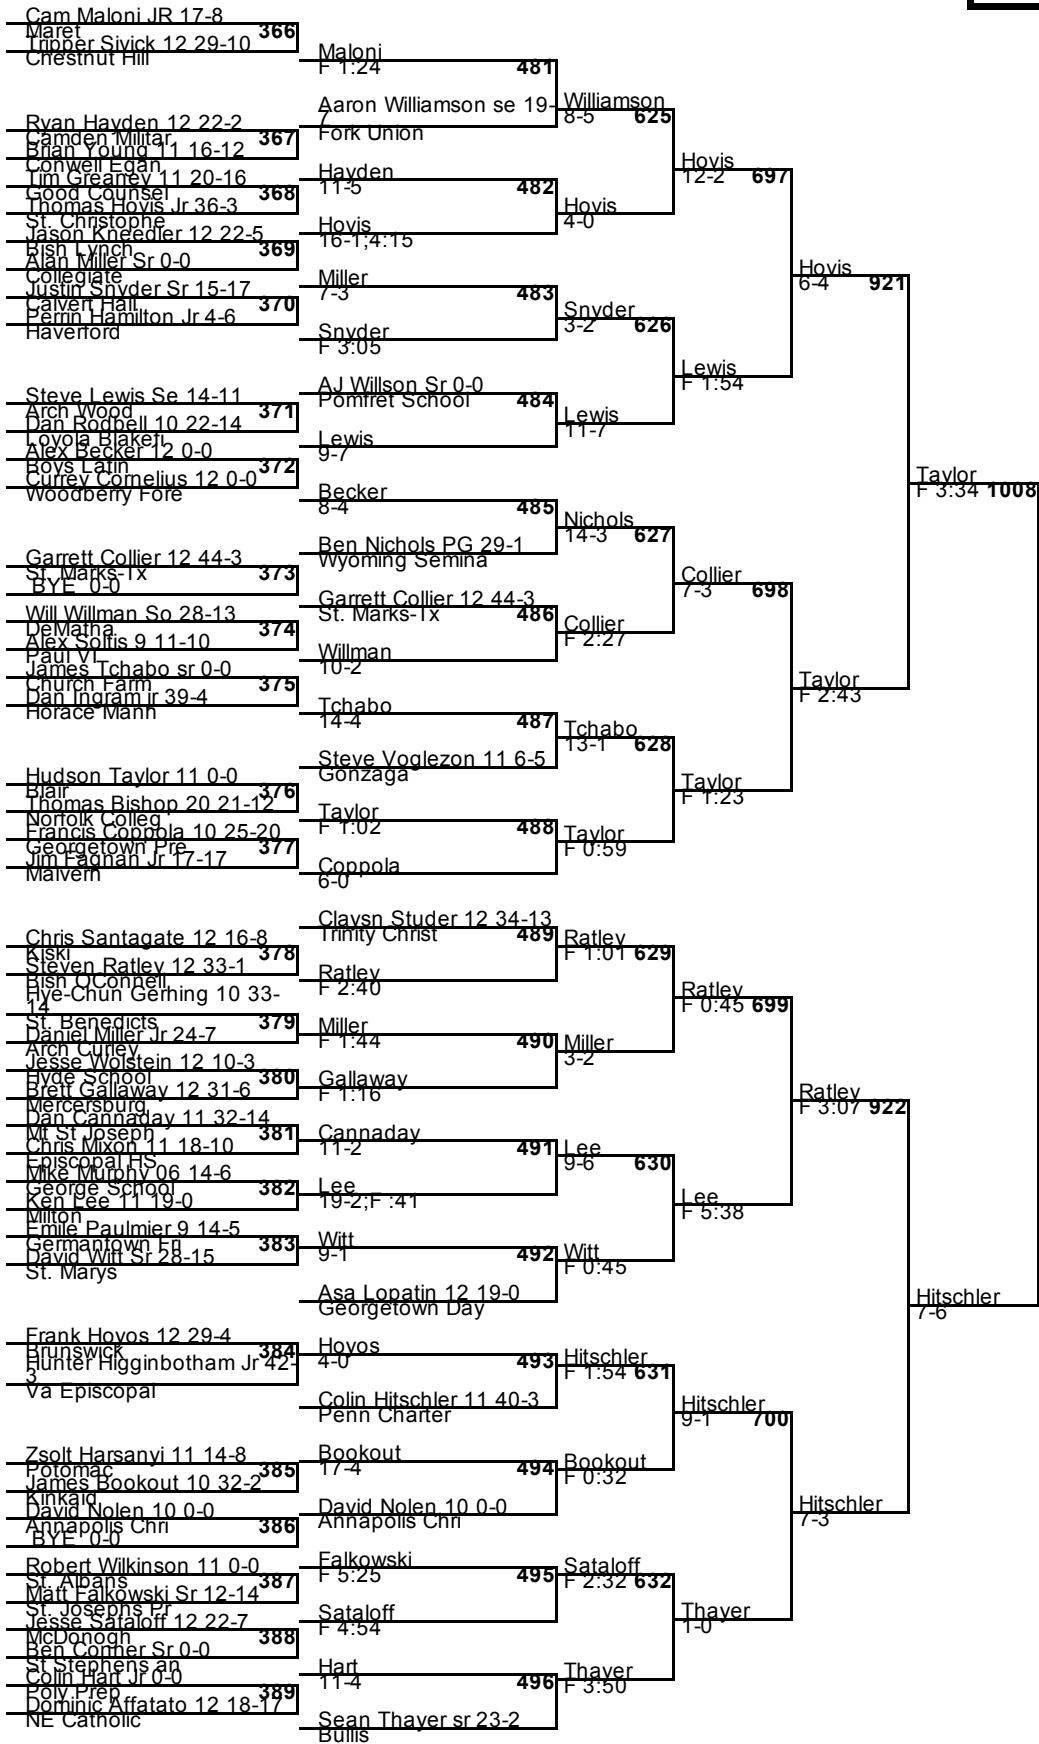 Cam Maloni JR 17-8
Maret
366
Tripper Sivick 12 29-10
Chestnut Hill
Ryan Hayden 12 22-2
Camden Militar
367
Brian Young 11 16-12
Conwell Egan
Tim Greaney 11 20-16
Good Counsel
368
Thomas Hovis Jr 36-3
St. Christophe
Jason Kneedler 12 22-5
Bish Lynch
369
Alan Miller Sr 0-0
Collegiate
Justin Snyder Sr 15-17
Calvert Hall
370
Perrin Hamilton Jr 4-6
Haverford
Steve Lewis Se 14-11
Arch Wood
371
Dan Rodbell 10 22-14
Loyola Blakefi
Alex Becker 12 0-0
Boys Latin
372
Currey Cornelius 12 0-0
Woodberry Fore
Garrett Collier 12 44-3
St. Marks-Tx
373
BYE 0-0
Will Willman So 28-13
DeMatha
374
Alex Soltis 9 11-10
Paul VI
James Tchabo sr 0-0
Church Farm
375
Dan Ingram jr 39-4
Horace Mann
Hudson Taylor 11 0-0
Blair
376
Thomas Bishop 20 21-12
Norfolk Colleg
Francis Coppola 10 25-20
Georgetown Pre
377
Jim Fagnan Jr 17-17
Malvern
Chris Santagate 12 16-8
Kiski
378
Steven Ratley 12 33-1
Bish OConnell
Hye-Chun Gerhing 10 33-
14
St. Benedicts
379
Daniel Miller Jr 24-7
Arch Curley
Jesse Wolstein 12 10-3
Hyde School
380
Brett Gallaway 12 31-6
Mercersburg
Dan Cannaday 11 32-14
Mt St Joseph
381
Chris Mixon 11 18-10
Episcopal HS
Mike Murphy 06 14-6
George School
382
Ken Lee 11 19-0
Milton
Emile Paulmier 9 14-5
Germantown Fri
383
David Witt Sr 28-15
St. Marys
Frank Hoyos 12 29-4
Brunswick
384
Hunter Higginbotham Jr 42-
3
Va Episcopal
Zsolt Harsanyi 11 14-8
Potomac
385
James Bookout 10 32-2
Kinkaid
David Nolen 10 0-0
Annapolis Chri
386
BYE 0-0
Robert Wilkinson 11 0-0
St. Albans
387
Matt Falkowski Sr 12-14
St. Josephs Pr
Jesse Sataloff 12 22-7
McDonogh
388
Ben Conner Sr 0-0
St Stephens an
Colin Hart Jr 0-0
Poly Prep
389
Dominic Affatato 12 18-17
NE Catholic
Maloni
F 1:24
481
Aaron Williamson se 19-
7
Fork Union
Hayden
11-5
482
Hovis
16-1;4:15
Miller
7-3
483
Snyder
F 3:05
AJ Willson Sr 0-0
Pomfret School
484
Lewis
9-7
Becker
8-4
485
Ben Nichols PG 29-1
Wyoming Semina
Garrett Collier 12 44-3
St. Marks-Tx
486
Willman
10-2
Tchabo
14-4
487
Steve Voglezon 11 6-5
Gonzaga
Taylor
F 1:02
488
Coppola
6-0
Claysn Studer 12 34-13
Trinity Christ
489
Ratley
F 2:40
Miller
F 1:44
490
Gallaway
F 1:16
Cannaday
11-2
491
Lee
19-2;F :41
Witt
9-1
492
Asa Lopatin 12 19-0
Georgetown Day
Hoyos
4-0
493
Colin Hitschler 11 40-3
Penn Charter
Bookout
17-4
494
David Nolen 10 0-0
Annapolis Chri
Falkowski
F 5:25
495
Sataloff
F 4:54
Hart
11-4
496
Sean Thayer sr 23-2
Bullis
Williamson
8-5 625
Hovis
4-0
Snyder
3-2 626
Lewis
11-7
Nichols
14-3 627
Collier
F 2:27
Tchabo
13-1 628
Taylor
F 0:59
Ratley
F 1:01 629
Miller
3-2
Lee
9-6 630
Witt
F 0:45
Hitschler
F 1:54 631
Bookout
F 0:32
Sataloff
F 2:32 632
Thayer
F 3:50
Hovis
12-2 697
Lewis
F 1:54
Collier
7-3 698
Taylor
F 1:23
Ratley
F 0:45 699
Lee
F 5:38
Hitschler
9-1 700
Thayer
1-0
Hovis
6-4 921
Taylor
F 2:43
Ratley
F 3:07 922
Hitschler
7-3
Taylor
F 3:34 1008
Hitschler
7-6